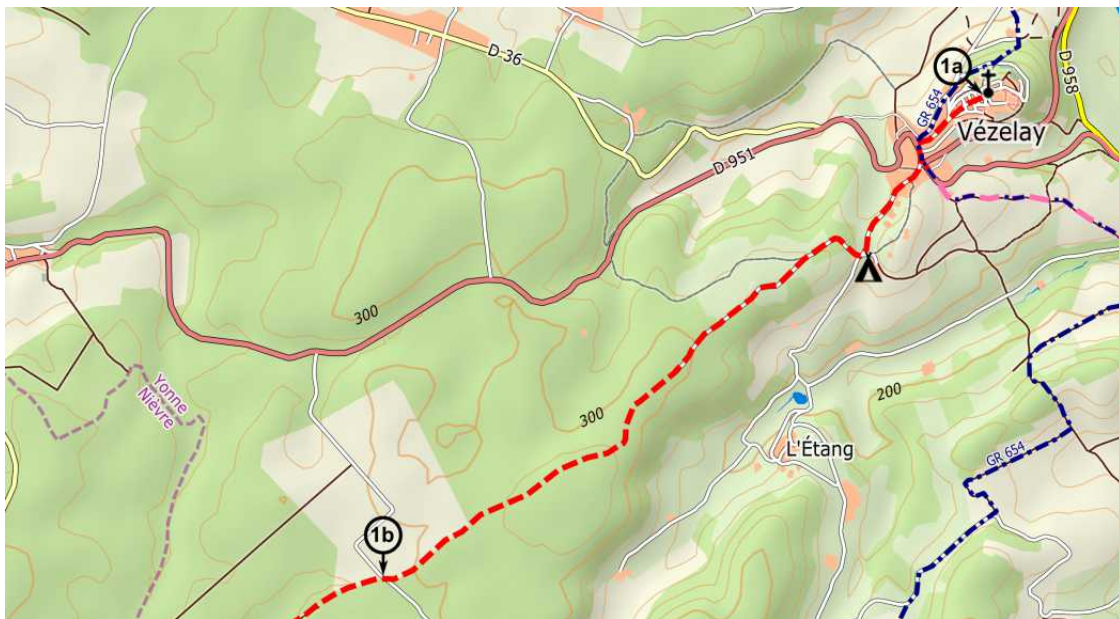 D 36
1a
D 958
GR 654
Vézelay
D 951
300
Yonne
Nièvre
300
200
L'Étang
GR 654
1b